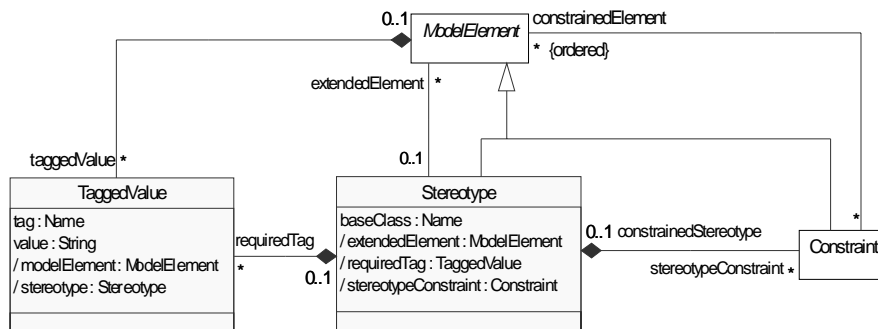 0..1
ModelElement
constrainedElement
* {ordered}
extendedElement *
taggedValue *
0..1
TaggedValue
tag : Name
value : String
/ modelElement : ModelElement
/ stereotype : Stereotype
requiredTag
*
0..1
Stereotype
baseClass : Name
/ extendedElement : ModelElement
/ requiredTag : TaggedValue
/ stereotypeConstraint : Constraint
0..1 constrainedStereotype
stereotypeConstraint *
*
Constraint